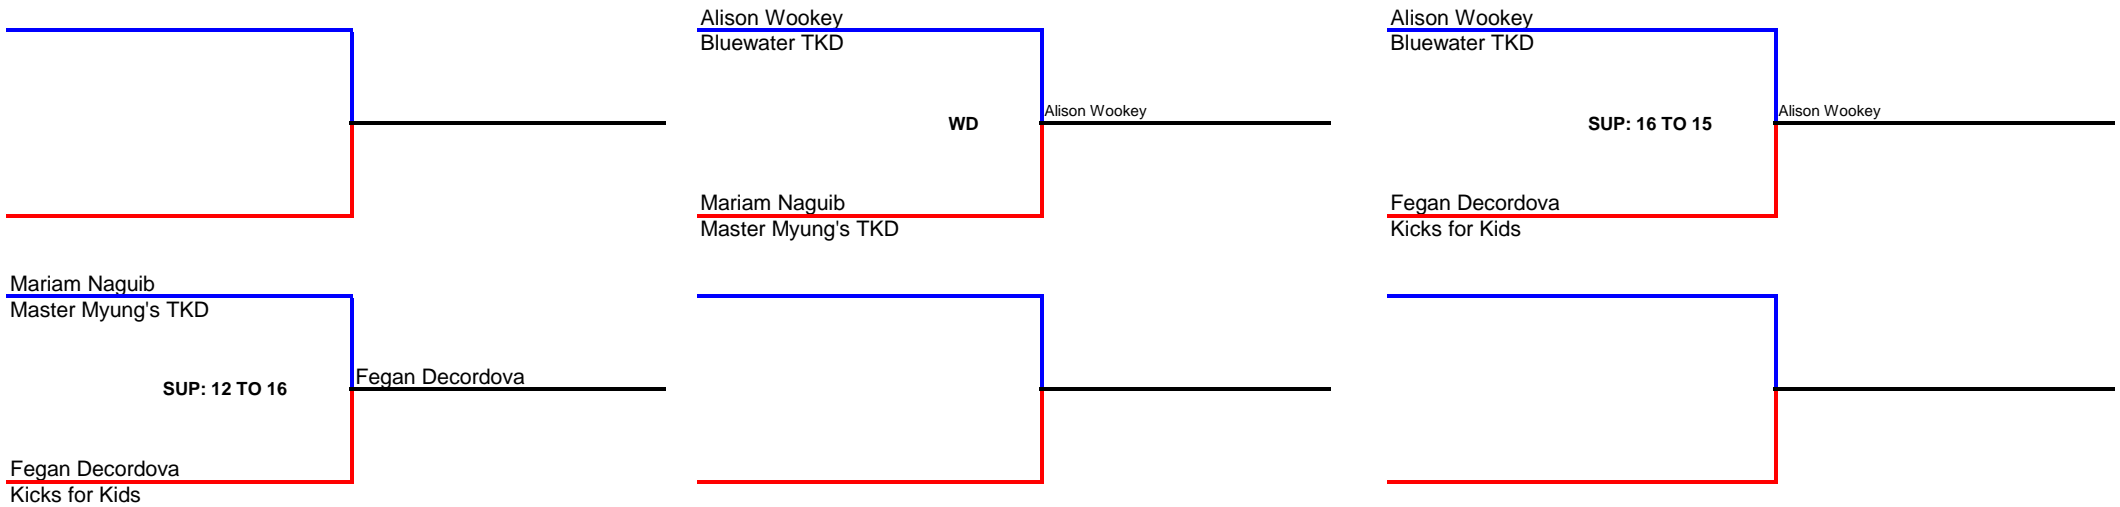 Alison Wookey
Bluewater TKD
WD
Alison Wookey
Mariam Naguib
Master Myung's TKD
Alison Wookey
Bluewater TKD
SUP: 16 TO 15
Alison Wookey
Fegan Decordova
Kicks for Kids
Mariam Naguib
Master Myung's TKD
SUP: 12 TO 16
Fegan Decordova
Fegan Decordova
Kicks for Kids